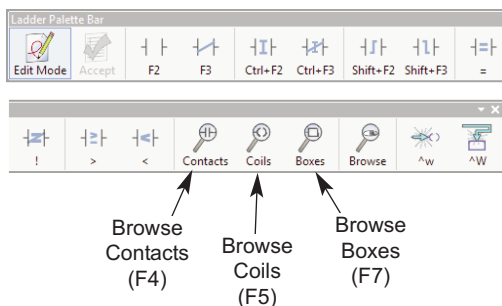 Ladder Palette Bar
Edit Mode Accept F2 F3 Ctrl+F2 Ctrl+F3 Shift+F2 Shift+F3 =
! > < Contacts Coils Boxes Browse ^w ^W
Browse
Contacts
(F4)
Browse
Coils
(F5)
Browse
Boxes
(F7)